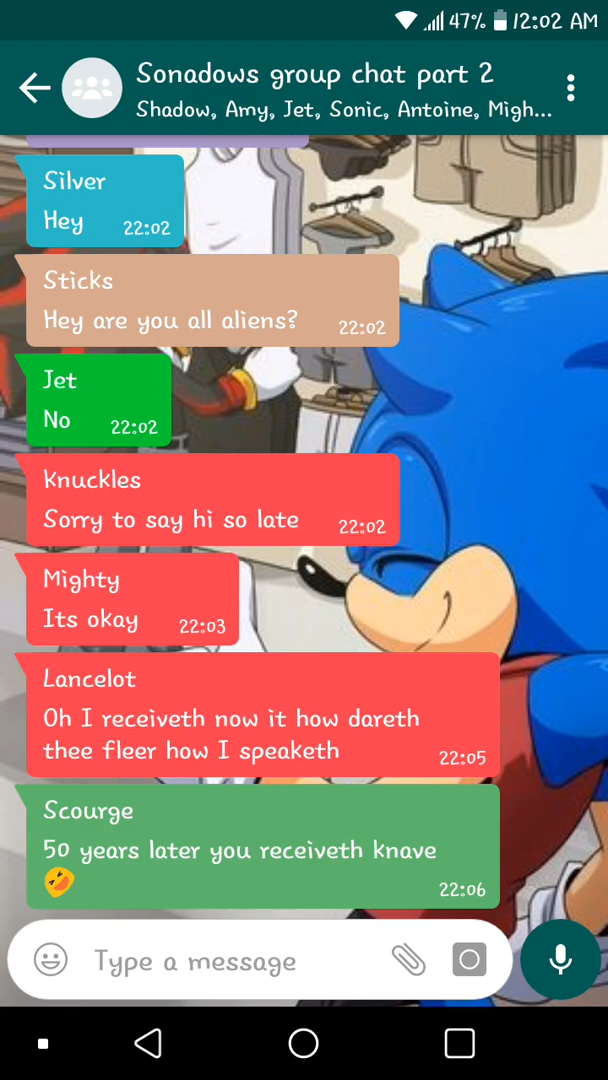 47% 12:02 AM
Sonadows group chat part 2
Shadow, Amy, Jet, Sonic, Antoine, Migh...
Silver
Hey 22:02
Sticks
Hey are you all aliens? 22:02
Jet
No 22:02
Knuckles
Sorry to say hi so late 22:02
Mighty
Its okay 22:03
Lancelot
Oh I receiveth now it how dareth
thee fleer how I speaketh 22:05
Scourge
50 years later you receiveth knave
🤣 22:06
Type a message